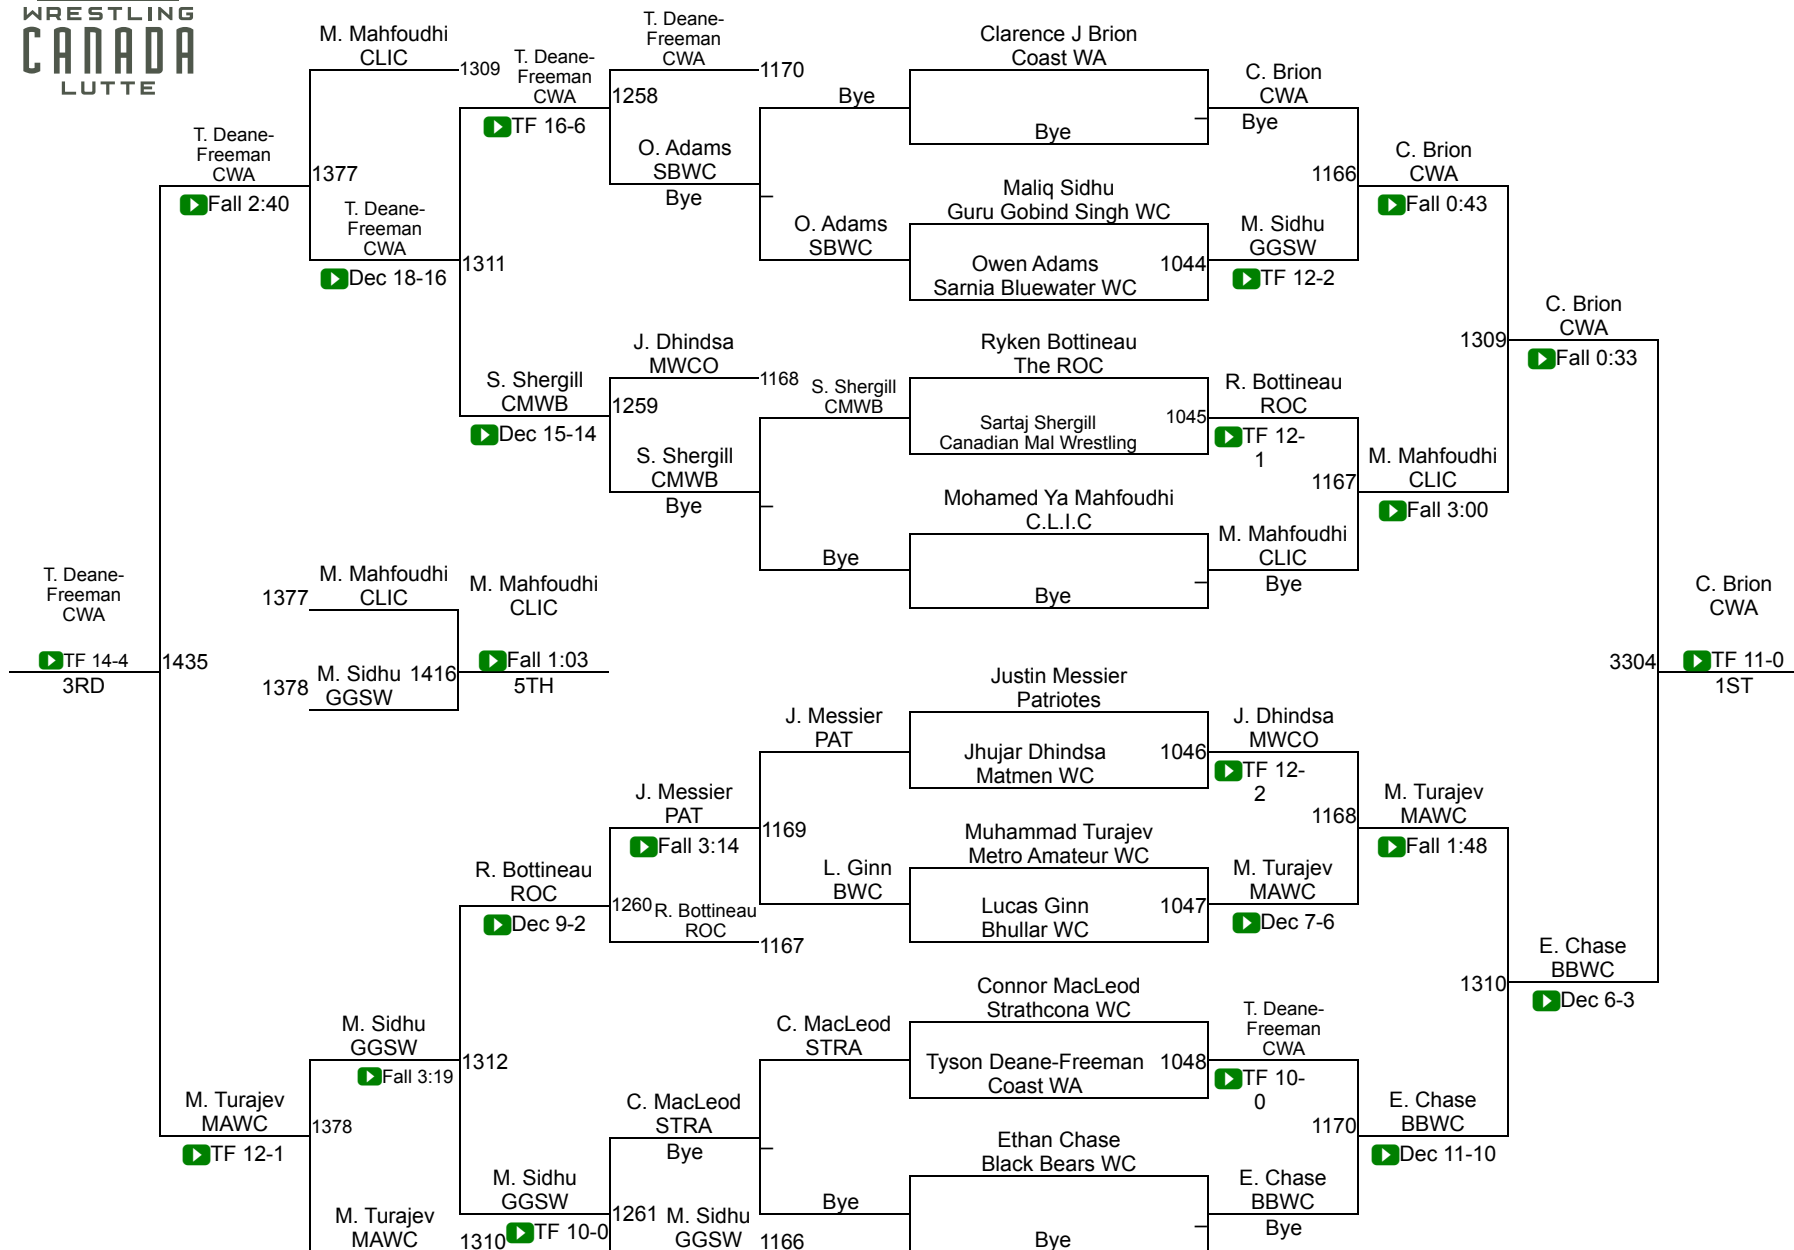 WRESTLING
CANADA
LUTTE
M. Mahfoudhi
CLIC
1309
T. Deane-
Freeman
CWA
TF 16-6
T. Deane-
Freeman
CWA
1170
1258
O. Adams
SBWC
Bye
Bye
Clarence J Brion
Coast WA
Bye
C. Brion
CWA
Bye
T. Deane-
Freeman
CWA
Fall 2:40
1377
T. Deane-
Freeman
CWA
Dec 18-16
1311
O. Adams
SBWC
Maliq Sidhu
Guru Gobind Singh WC
Owen Adams
Sarnia Bluewater WC
1044
M. Sidhu
GGSW
TF 12-2
1166
C. Brion
CWA
Fall 0:43
S. Shergill
CMWB
Dec 15-14
J. Dhindsa
MWCO
1168
1259
S. Shergill
CMWB
Bye
S. Shergill
CMWB
Ryken Bottineau
The ROC
Sartaj Shergill
Canadian Mal Wrestling
1045
R. Bottineau
ROC
TF 12-
1
1309
C. Brion
CWA
Fall 0:33
Bye
Mohamed Ya Mahfoudhi
C.L.I.C
Bye
M. Mahfoudhi
CLIC
Bye
1167
M. Mahfoudhi
CLIC
Fall 3:00
T. Deane-
Freeman
CWA
TF 14-4
3RD
1435
1377
M. Mahfoudhi
CLIC
1378
M. Sidhu
GGSW
1416
M. Mahfoudhi
CLIC
Fall 1:03
5TH
3304
C. Brion
CWA
TF 11-0
1ST
J. Messier
PAT
Justin Messier
Patriotes
Jhujar Dhindsa
Matmen WC
1046
J. Dhindsa
MWCO
TF 12-
2
J. Messier
PAT
Fall 3:14
1169
L. Ginn
BWC
Muhammad Turajev
Metro Amateur WC
Lucas Ginn
Bhullar WC
1047
M. Turajev
MAWC
Dec 7-6
1168
M. Turajev
MAWC
Fall 1:48
R. Bottineau
ROC
Dec 9-2
1260
R. Bottineau
ROC
1167
M. Sidhu
GGSW
Fall 3:19
1312
C. MacLeod
STRA
Connor MacLeod
Strathcona WC
Tyson Deane-Freeman
Coast WA
1048
T. Deane-
Freeman
CWA
TF 10-
0
1310
E. Chase
BBWC
Dec 6-3
M. Turajev
MAWC
TF 12-1
1378
C. MacLeod
STRA
Bye
Bye
Ethan Chase
Black Bears WC
Bye
E. Chase
BBWC
Bye
1170
E. Chase
BBWC
Dec 11-10
M. Turajev
MAWC
1310
M. Sidhu
GGSW
TF 10-0
1261
M. Sidhu
GGSW
1166